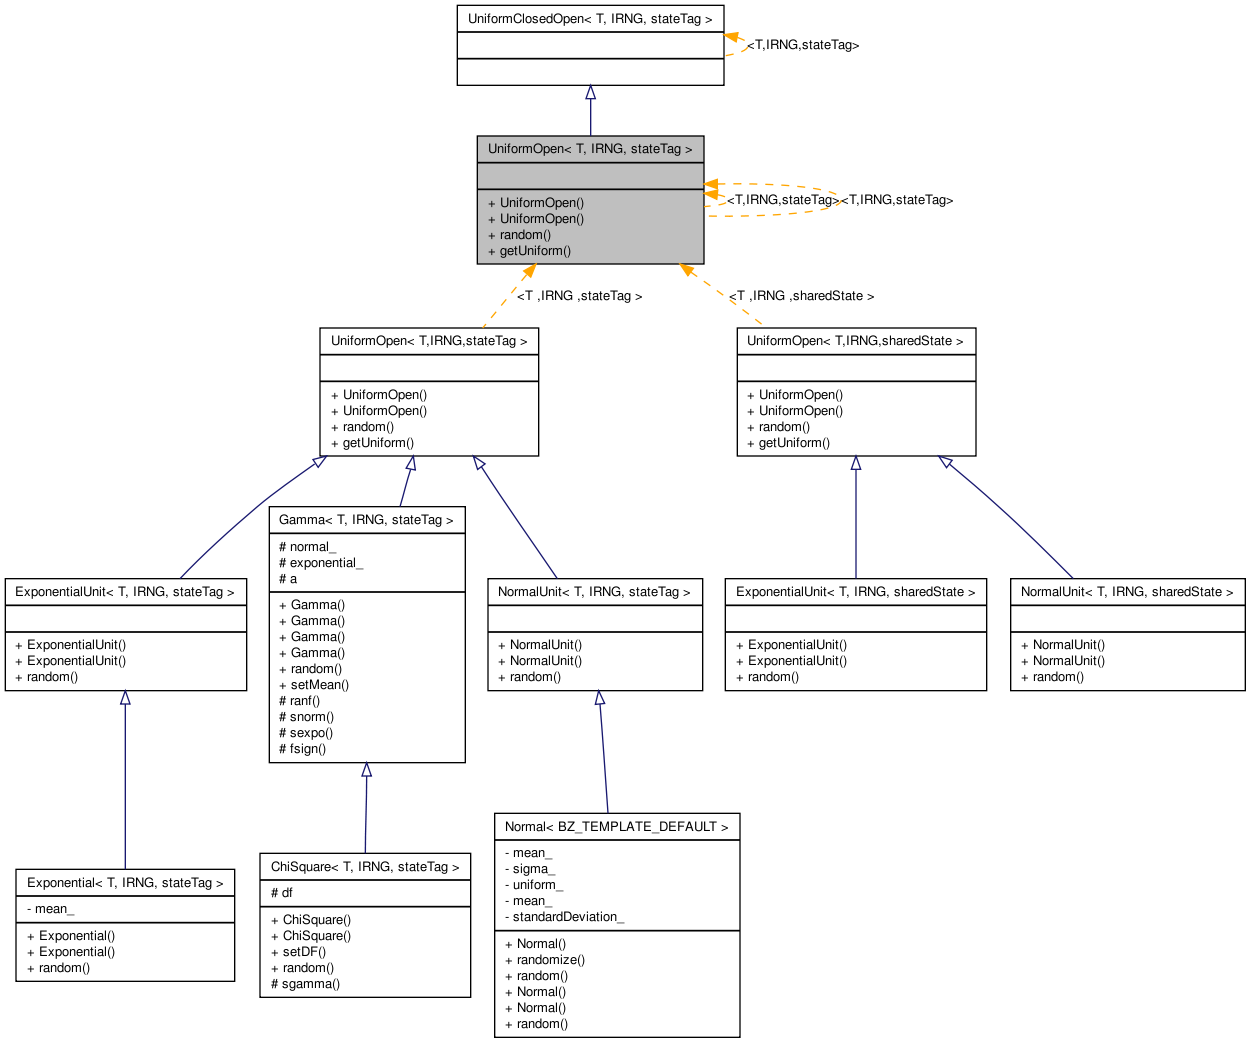 UniformClosedOpen< T, IRNG, stateTag >
<T,IRNG,stateTag>
UniformOpen< T, IRNG, stateTag >
+ UniformOpen()
+ UniformOpen()
+ random()
+ getUniform()
<T,IRNG,stateTag>
<T,IRNG,stateTag>
<T ,IRNG ,stateTag >
<T ,IRNG ,sharedState >
UniformOpen< T,IRNG,stateTag >
+ UniformOpen()
+ UniformOpen()
+ random()
+ getUniform()
UniformOpen< T,IRNG,sharedState >
+ UniformOpen()
+ UniformOpen()
+ random()
+ getUniform()
Gamma< T, IRNG, stateTag >
# normal_
# exponential_
# a
+ Gamma()
+ Gamma()
+ Gamma()
+ Gamma()
+ random()
+ setMean()
# ranf()
# snorm()
# sexpo()
# fsign()
ExponentialUnit< T, IRNG, stateTag >
+ ExponentialUnit()
+ ExponentialUnit()
+ random()
NormalUnit< T, IRNG, stateTag >
+ NormalUnit()
+ NormalUnit()
+ random()
ExponentialUnit< T, IRNG, sharedState >
+ ExponentialUnit()
+ ExponentialUnit()
+ random()
NormalUnit< T, IRNG, sharedState >
+ NormalUnit()
+ NormalUnit()
+ random()
Exponential< T, IRNG, stateTag >
- mean_
+ Exponential()
+ Exponential()
+ random()
ChiSquare< T, IRNG, stateTag >
# df
+ ChiSquare()
+ ChiSquare()
+ setDF()
+ random()
# sgamma()
Normal< BZ_TEMPLATE_DEFAULT >
- mean_
- sigma_
- uniform_
- mean_
- standardDeviation_
+ Normal()
+ randomize()
+ random()
+ Normal()
+ Normal()
+ random()